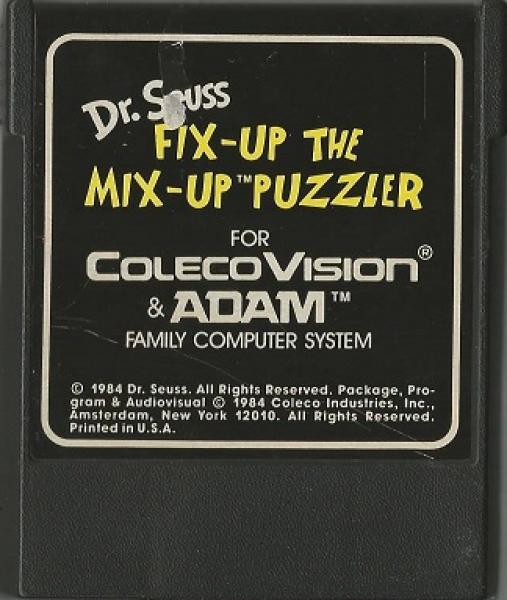 Dr. Seuss
FIX-UP THE
MIX-UP™ PUZZLER
FOR
COLECOVISION®
& ADAM™
FAMILY COMPUTER SYSTEM
© 1984 Dr. Seuss. All Rights Reserved. Package, Pro-
gram & Audiovisual © 1984 Coleco Industries, Inc.,
Amsterdam, New York 12010. All Rights Reserved.
Printed in U.S.A.